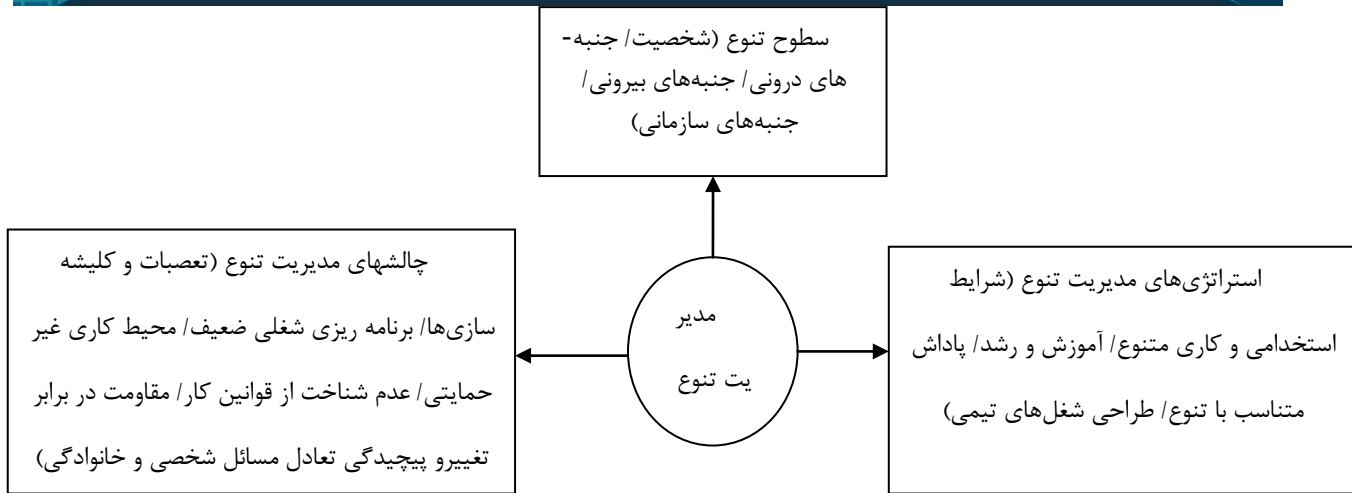 سطوح تنوع (شخصیت/ جنبه-
های درونی/ جنبه‌های بیرونی/
جنبه‌های سازمانی)
استراتژی‌های مدیریت تنوع (شرایط
استخدامی و کاری متنوع/ آموزش و رشد/ پاداش
متناسب با تنوع/ طراحی شغل‌های تیمی)
مدیر
یت تنوع
چالشهای مدیریت تنوع (تعصبات و کلیشه
سازی‌ها/ برنامه ریزی شغلی ضعیف/ محیط کاری غیر
حمایتی/ عدم شناخت از قوانین کار/ مقاومت در برابر
تغییرو پیچیدگی تعادل مسائل شخصی و خانوادگی)